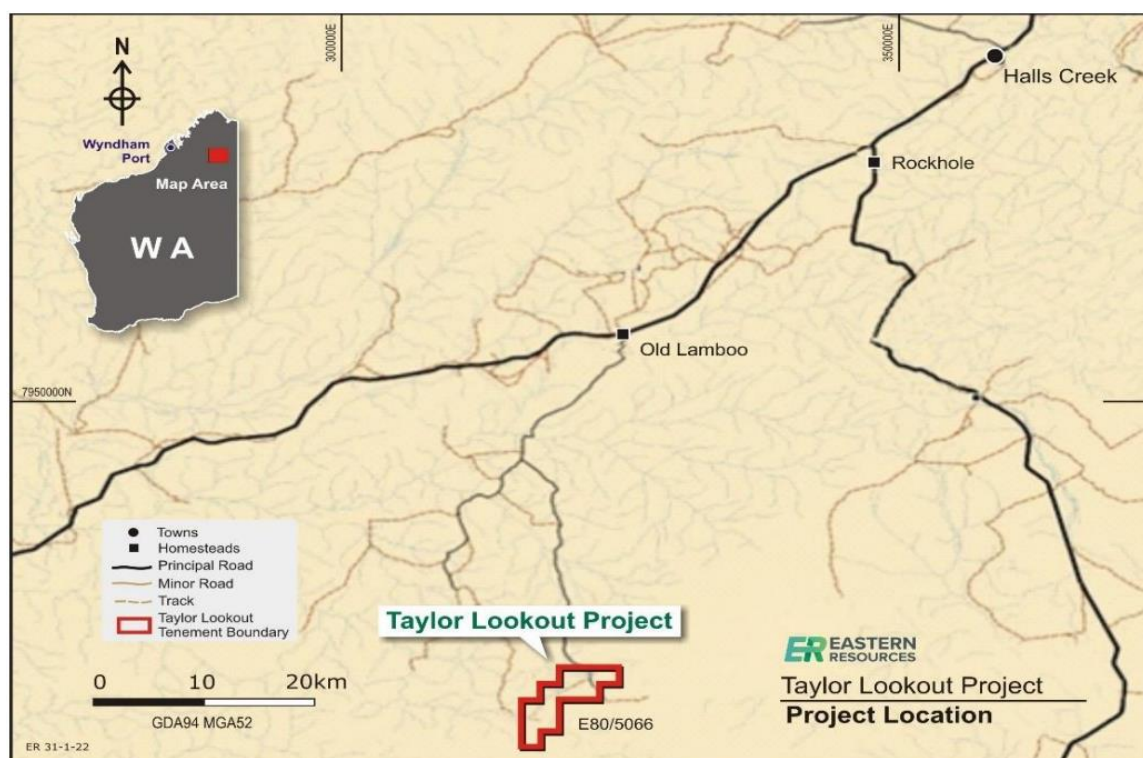 300000E
350000E
N
Halls Creek
Wyndham
Port
Map Area
Rockhole
W A
Old Lamboo
7950000N
Towns
Homesteads
Principal Road
Minor Road
Track
Taylor Lookout
Tenement Boundary
Taylor Lookout Project
ER EASTERN
RESOURCES
Taylor Lookout Project
Project Location
0 10 20km
GDA94 MGA52
E80/5066
ER 31-1-22